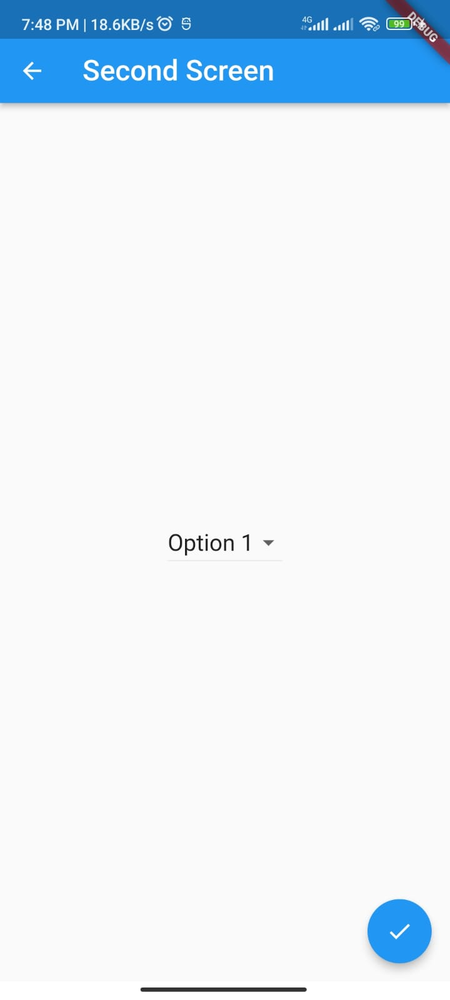 7:48 PM | 18.6KB/s
4G
99
DEBUG
Second Screen
Option 1